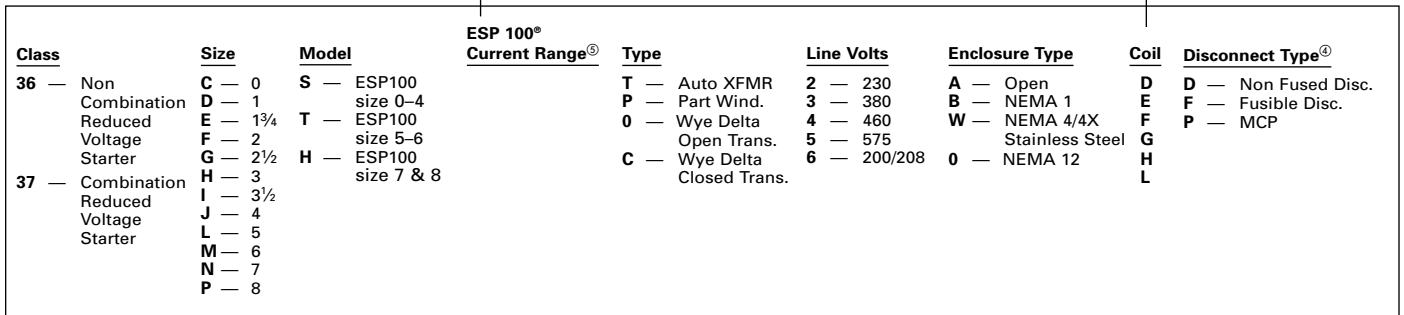 Class
36 — Non
Combination
Reduced
Voltage
Starter
37 — Combination
Reduced
Voltage
Starter
Size
C — 0
D — 1
E — 1¾
F — 2
G — 2½
H — 3
I — 3½
J — 4
L — 5
M — 6
N — 7
P — 8
Model
S — ESP100
size 0–4
T — ESP100
size 5–6
H — ESP100
size 7 & 8
ESP 100®
Current Range⑤
Type
T — Auto XFMR
P — Part Wind.
0 — Wye Delta
Open Trans.
C — Wye Delta
Closed Trans.
Line Volts
2 — 230
3 — 380
4 — 460
5 — 575
6 — 200/208
Enclosure Type
A — Open
B — NEMA 1
W — NEMA 4/4X
Stainless Steel
0 — NEMA 12
Coil
D
E
F
G
H
L
Disconnect Type④
D — Non Fused Disc.
F — Fusible Disc.
P — MCP